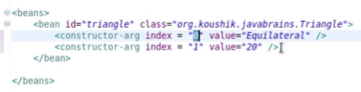 <beans>
<bean id="triangle" class="org.koushik.javabrains.Triangle">
<constructor-arg index = "0" value="Equilateral" />
<constructor-arg index = "1" value="20" />
</bean>
</beans>